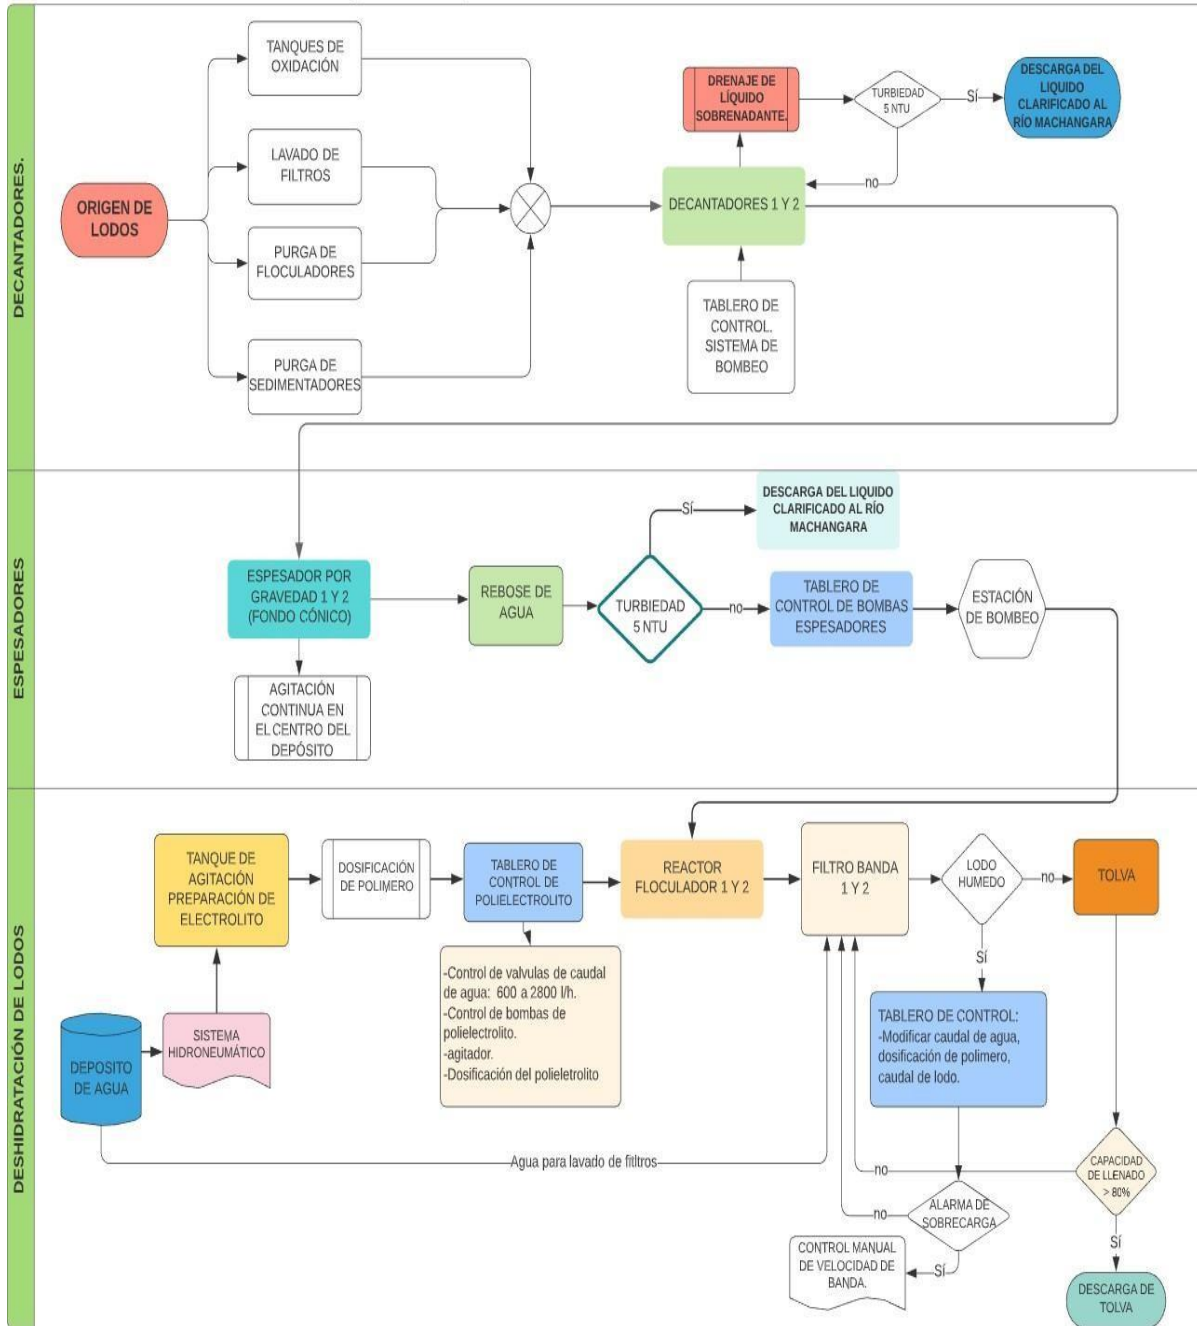 DECANTADORES.
ORIGEN DE
LODOS
TANQUES DE
OXIDACIÓN
LAVADO DE
FILTROS
PURGA DE
FLOCULADORES
PURGA DE
SEDIMENTADORES
DRENAJE DE
LÍQUIDO
SOBRENADANTE.
TURBIEDAD
5 NTU
Sí
DESCARGA DEL
LIQUIDO
CLARIFICADO AL
RÍO MACHANGARA
no
DECANTADORES 1 Y 2
TABLERO DE
CONTROL.
SISTEMA DE
BOMBEO
ESPESADORES
ESPESADOR POR
GRAVEDAD 1 Y 2
(FONDO CÓNICO)
AGITACIÓN
CONTINUA EN
EL CENTRO DEL
DEPÓSITO
REBOSE DE
AGUA
TURBIEDAD
5 NTU
Sí
DESCARGA DEL LIQUIDO
CLARIFICADO AL RÍO
MACHANGARA
no
TABLERO DE
CONTROL DE BOMBAS
ESPESADORES
ESTACIÓN
DE BOMBEO
DESHIDRATACIÓN DE LODOS
TANQUE DE
AGITACIÓN
PREPARACIÓN DE
ELECTROLITO
DOSIFICACIÓN
DE POLIMERO
TABLERO DE
CONTROL DE
POLIELECTROLITO
REACTOR
FLOCULADOR 1 Y 2
FILTRO BANDA
1 Y 2
LODO
HUMEDO
no
TOLVA
Sí
-Control de valvulas de caudal
de agua: 600 a 2800 l/h.
-Control de bombas de
polielectrolito.
-agitador.
-Dosificación del polieletrolito
TABLERO DE CONTROL:
-Modificar caudal de agua,
dosificación de polimero,
caudal de lodo.
DEPOSITO
DE AGUA
SISTEMA
HIDRONEUMÁTICO
Agua para lavado de fitltros
no
CAPACIDAD
DE LLENADO
> 80%
no
ALARMA DE
SOBRECARGA
Sí
CONTROL MANUAL
DE VELOCIDAD DE
BANDA.
Sí
DESCARGA DE
TOLVA